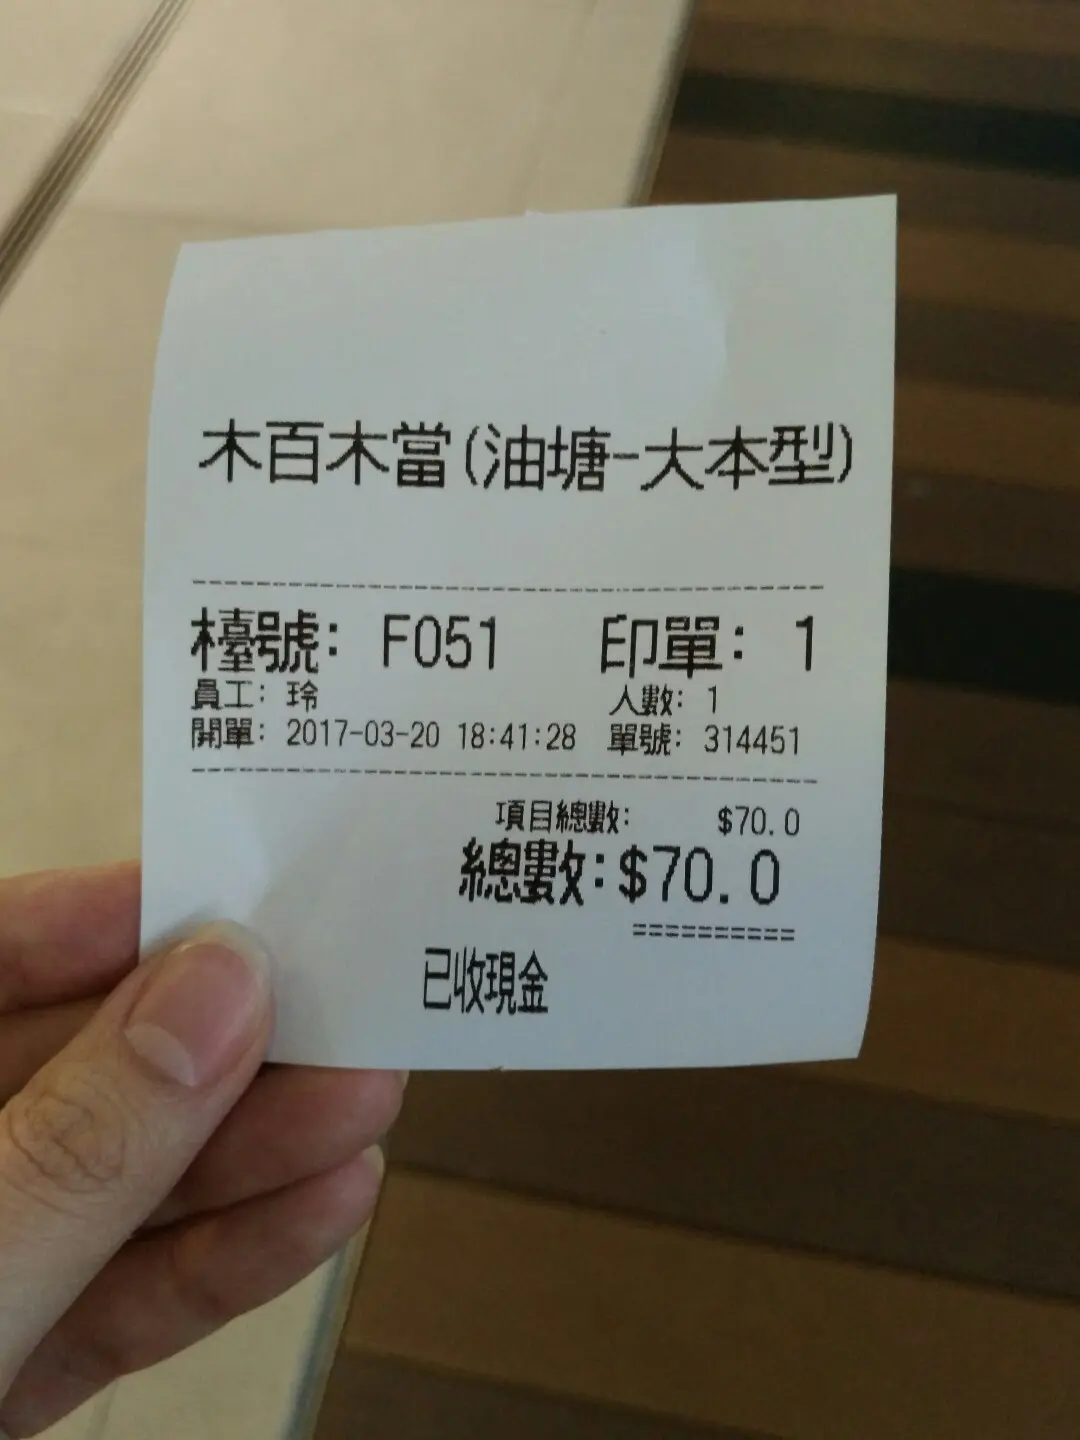 木百木當(油塘-大本型)
檯號: F051 印單: 1
員工: 玲 人數: 1
開單: 2017-03-20 18:41:28 單號: 314451
項目總數: $70.0
總數:$70.0
==========
已收現金